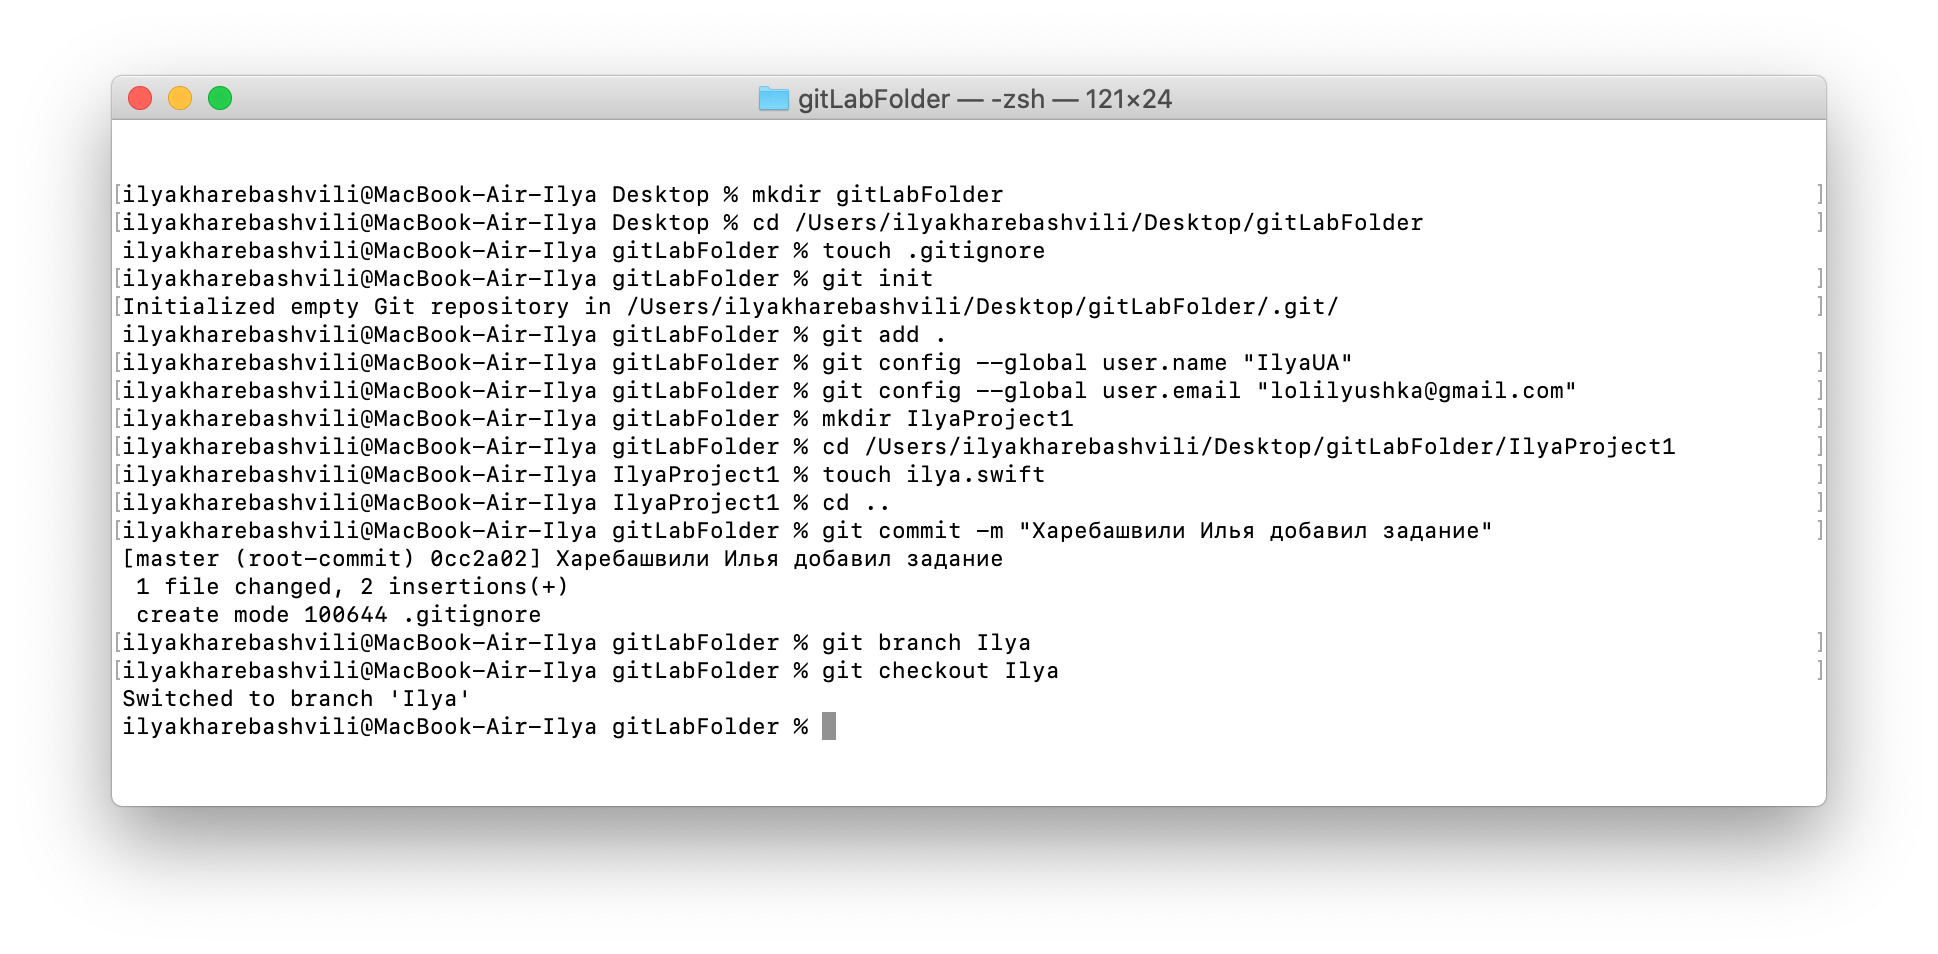 gitLabFolder — -zsh — 121×24
[ilyakharebashvili@MacBook-Air-Ilya Desktop % mkdir gitLabFolder ]
[ilyakharebashvili@MacBook-Air-Ilya Desktop % cd /Users/ilyakharebashvili/Desktop/gitLabFolder ]
ilyakharebashvili@MacBook-Air-Ilya gitLabFolder % touch .gitignore
[ilyakharebashvili@MacBook-Air-Ilya gitLabFolder % git init ]
[Initialized empty Git repository in /Users/ilyakharebashvili/Desktop/gitLabFolder/.git/ ]
ilyakharebashvili@MacBook-Air-Ilya gitLabFolder % git add .
[ilyakharebashvili@MacBook-Air-Ilya gitLabFolder % git config --global user.name "IlyaUA" ]
[ilyakharebashvili@MacBook-Air-Ilya gitLabFolder % git config --global user.email "lolilyushka@gmail.com" ]
[ilyakharebashvili@MacBook-Air-Ilya gitLabFolder % mkdir IlyaProject1 ]
[ilyakharebashvili@MacBook-Air-Ilya gitLabFolder % cd /Users/ilyakharebashvili/Desktop/gitLabFolder/IlyaProject1 ]
[ilyakharebashvili@MacBook-Air-Ilya IlyaProject1 % touch ilya.swift ]
[ilyakharebashvili@MacBook-Air-Ilya IlyaProject1 % cd .. ]
[ilyakharebashvili@MacBook-Air-Ilya gitLabFolder % git commit -m "Харебашвили Илья добавил задание" ]
[master (root-commit) 0cc2a02] Харебашвили Илья добавил задание
1 file changed, 2 insertions(+)
create mode 100644 .gitignore
[ilyakharebashvili@MacBook-Air-Ilya gitLabFolder % git branch Ilya ]
[ilyakharebashvili@MacBook-Air-Ilya gitLabFolder % git checkout Ilya ]
Switched to branch 'Ilya'
ilyakharebashvili@MacBook-Air-Ilya gitLabFolder %